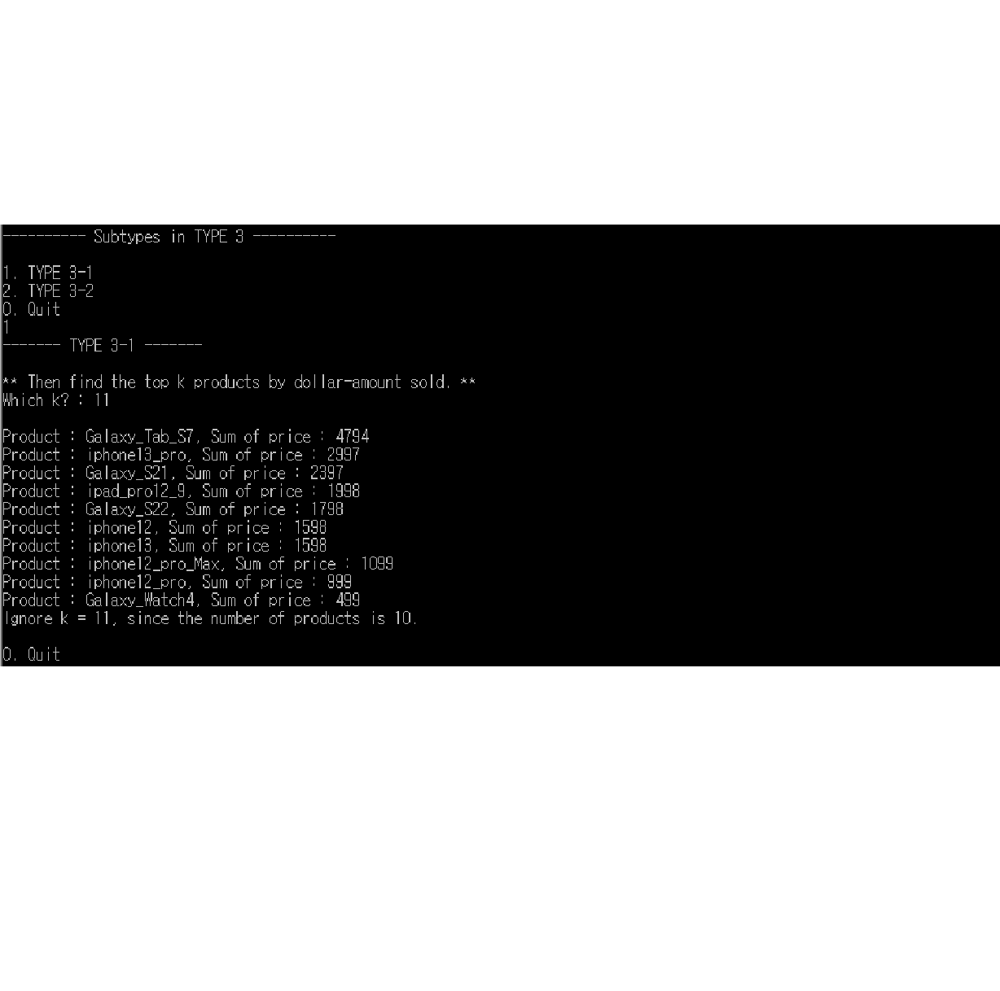 ---------- Subtypes in TYPE 3 ----------
1. TYPE 3-1
2. TYPE 3-2
0. Quit
1
------- TYPE 3-1 -------
** Then find the top k products by dollar-amount sold. **
Which k? : 11
Product : Galaxy_Tab_S7, Sum of price : 4794
Product : iphone13_pro, Sum of price : 2997
Product : Galaxy_S21, Sum of price : 2397
Product : ipad_pro12_9, Sum of price : 1998
Product : Galaxy_S22, Sum of price : 1798
Product : iphone12, Sum of price : 1598
Product : iphone13, Sum of price : 1598
Product : iphone12_pro_Max, Sum of price : 1099
Product : iphone12_pro, Sum of price : 999
Product : Galaxy_Watch4, Sum of price : 499
Ignore k = 11, since the number of products is 10.
0. Quit